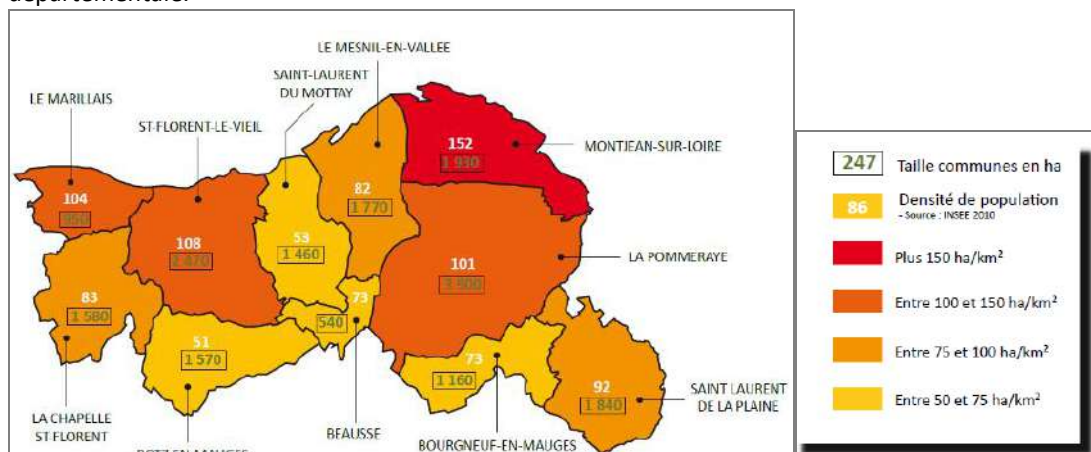 départementale.
LE MESNIL-EN-VALLEE
SAINT-LAURENT
DU MOTTAY
LE MARILLAIS
ST-FLORENT-LE-VIEIL
152
1 930
MONTJEAN-SUR-LOIRE
104
950
82
1 770
108
2 470
53
1 460
101
3 500
LA POMMERAYE
83
1 580
73
540
51
1 570
73
1 160
92
1 840
SAINT LAURENT
DE LA PLAINE
LA CHAPELLE
ST FLORENT
BEAUSSE
BOURGNEUF-EN-MAUGES
BOTZ-EN-MAUGES
247 Taille communes en ha
86 Densité de population
- Source : INSEE 2010
Plus 150 ha/km²
Entre 100 et 150 ha/km²
Entre 75 et 100 ha/km²
Entre 50 et 75 ha/km²